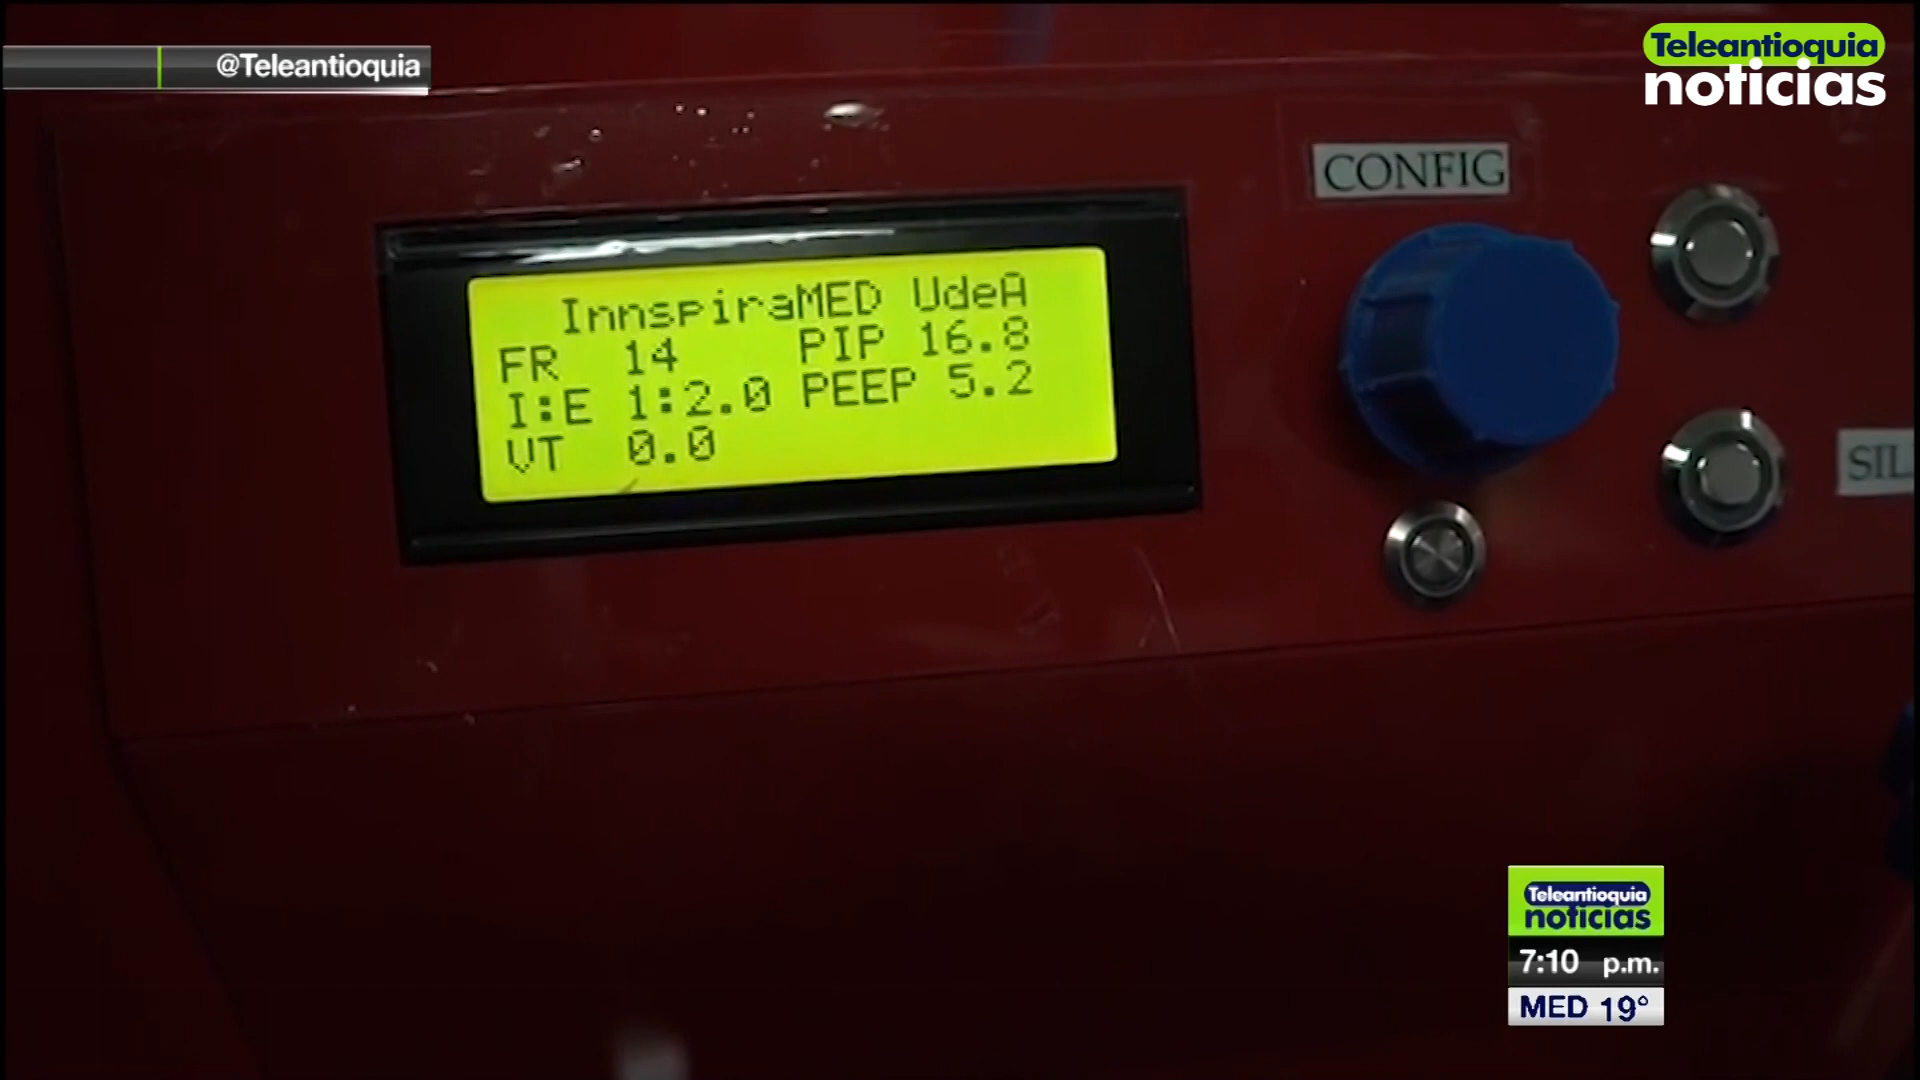 @Teleantioquia
Teleantioquia
noticias
CONFIG
InnspiraMED UdeA
FR 14 PIP 16.8
I:E 1:2.0 PEEP 5.2
VT 0.0
SIL
Teleantioquia
noticias
7:10 p.m.
MED 19°